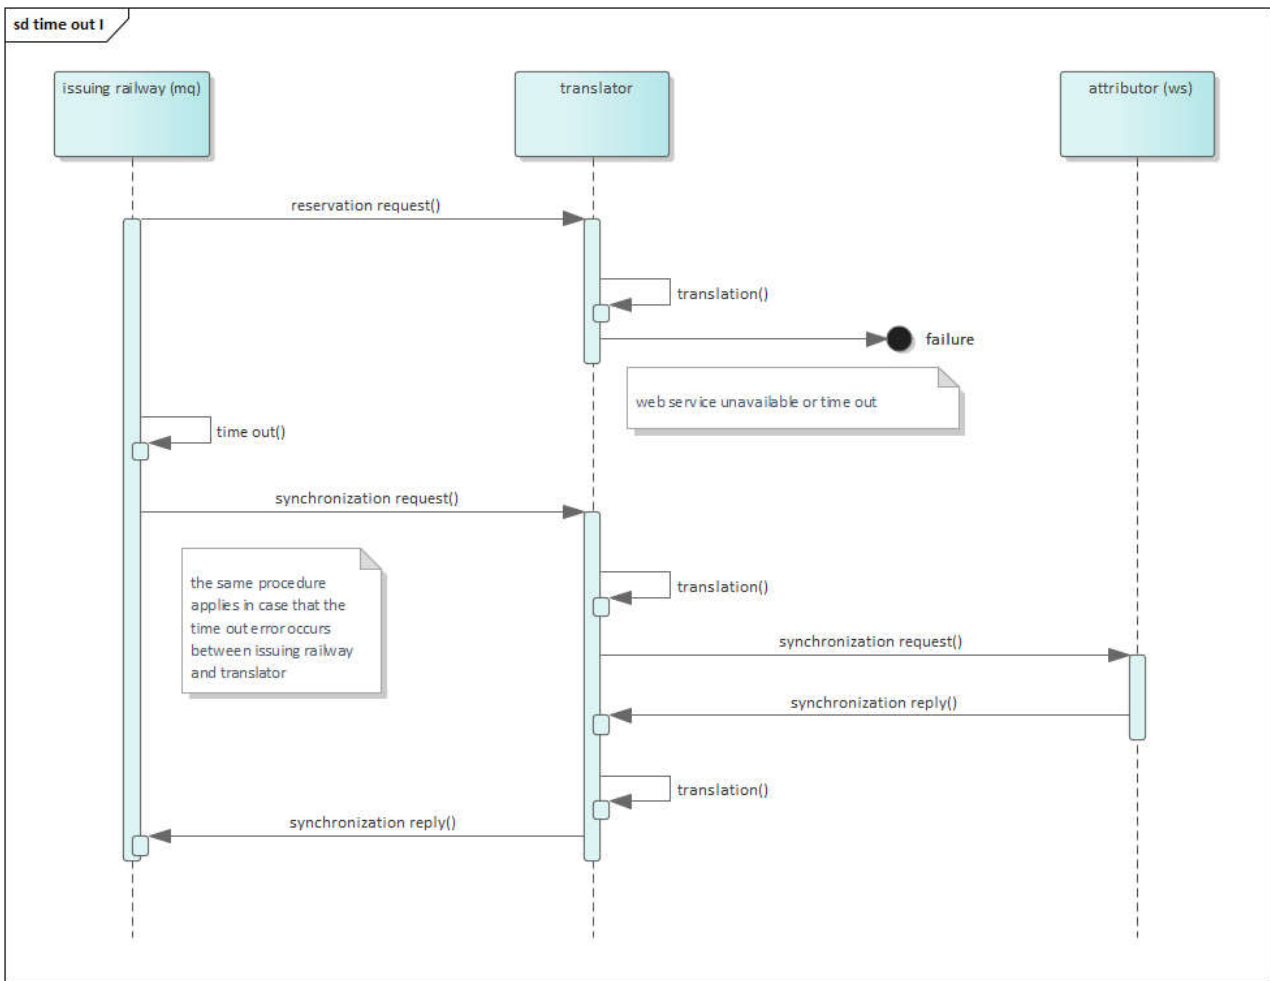 sd time out I
issuing railway (mq)
translator
attributor (ws)
reservation request()
translation()
failure
web service unavailable or time out
time out()
synchronization request()
the same procedure
applies in case that the
time out error occurs
between issuing railway
and translator
translation()
synchronization request()
synchronization reply()
translation()
synchronization reply()